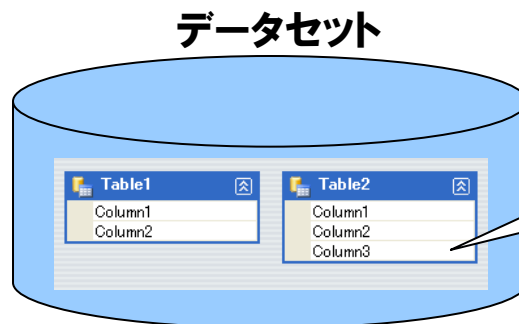 データセット
Table1
Column1
Column2
Table2
Column1
Column2
Column3